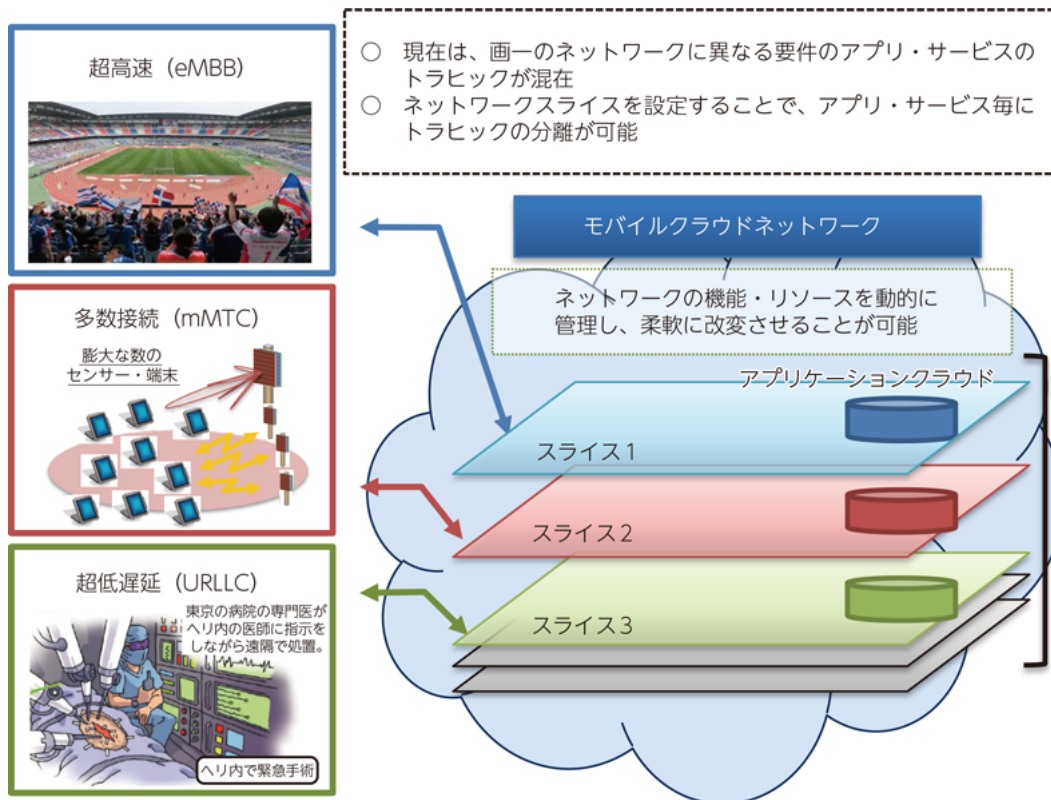 超高速（eMBB）
○ 現在は、画一のネットワークに異なる要件のアプリ・サービスの
トラヒックが混在
○ ネットワークスライスを設定することで、アプリ・サービス毎に
トラヒックの分離が可能
モバイルクラウドネットワーク
ネットワークの機能・リソースを動的に
管理し、柔軟に改変させることが可能
多数接続（mMTC）
膨大な数の
センサー・端末
アプリケーションクラウド
スライス1
スライス2
スライス3
超低遅延（URLLC）
東京の病院の専門医が
ヘリ内の医師に指示を
しながら遠隔で処置。
ヘリ内で緊急手術